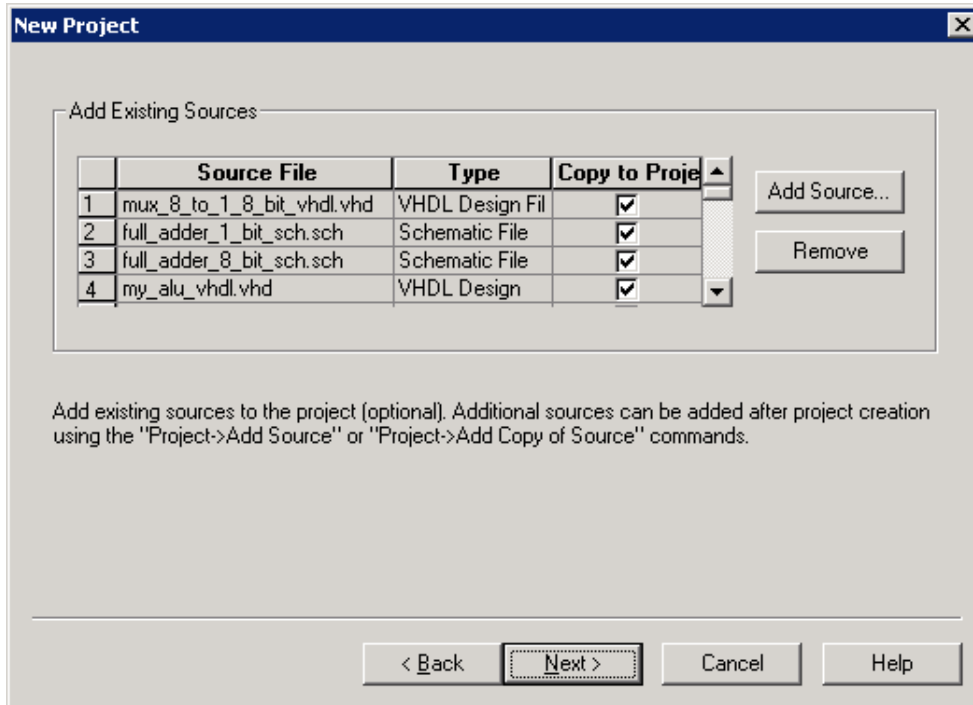 New Project
Add Existing Sources
Source File Type Copy to Proje
1 mux_8_to_1_8_bit_vhdl.vhd VHDL Design Fil
2 full_adder_1_bit_sch.sch Schematic File
3 full_adder_8_bit_sch.sch Schematic File
4 my_alu_vhdl.vhd VHDL Design
Add Source...
Remove
Add existing sources to the project (optional). Additional sources can be added after project creation
using the "Project->Add Source" or "Project->Add Copy of Source" commands.
< Back Next > Cancel Help